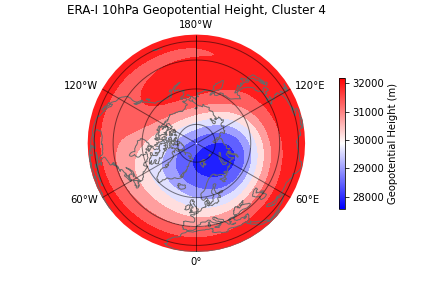 ERA-I 10hPa Geopotential Height, Cluster 4
180°W
120°W
120°E
60°W
60°E
0°
32000
31000
30000
29000
28000
Geopotential Height (m)